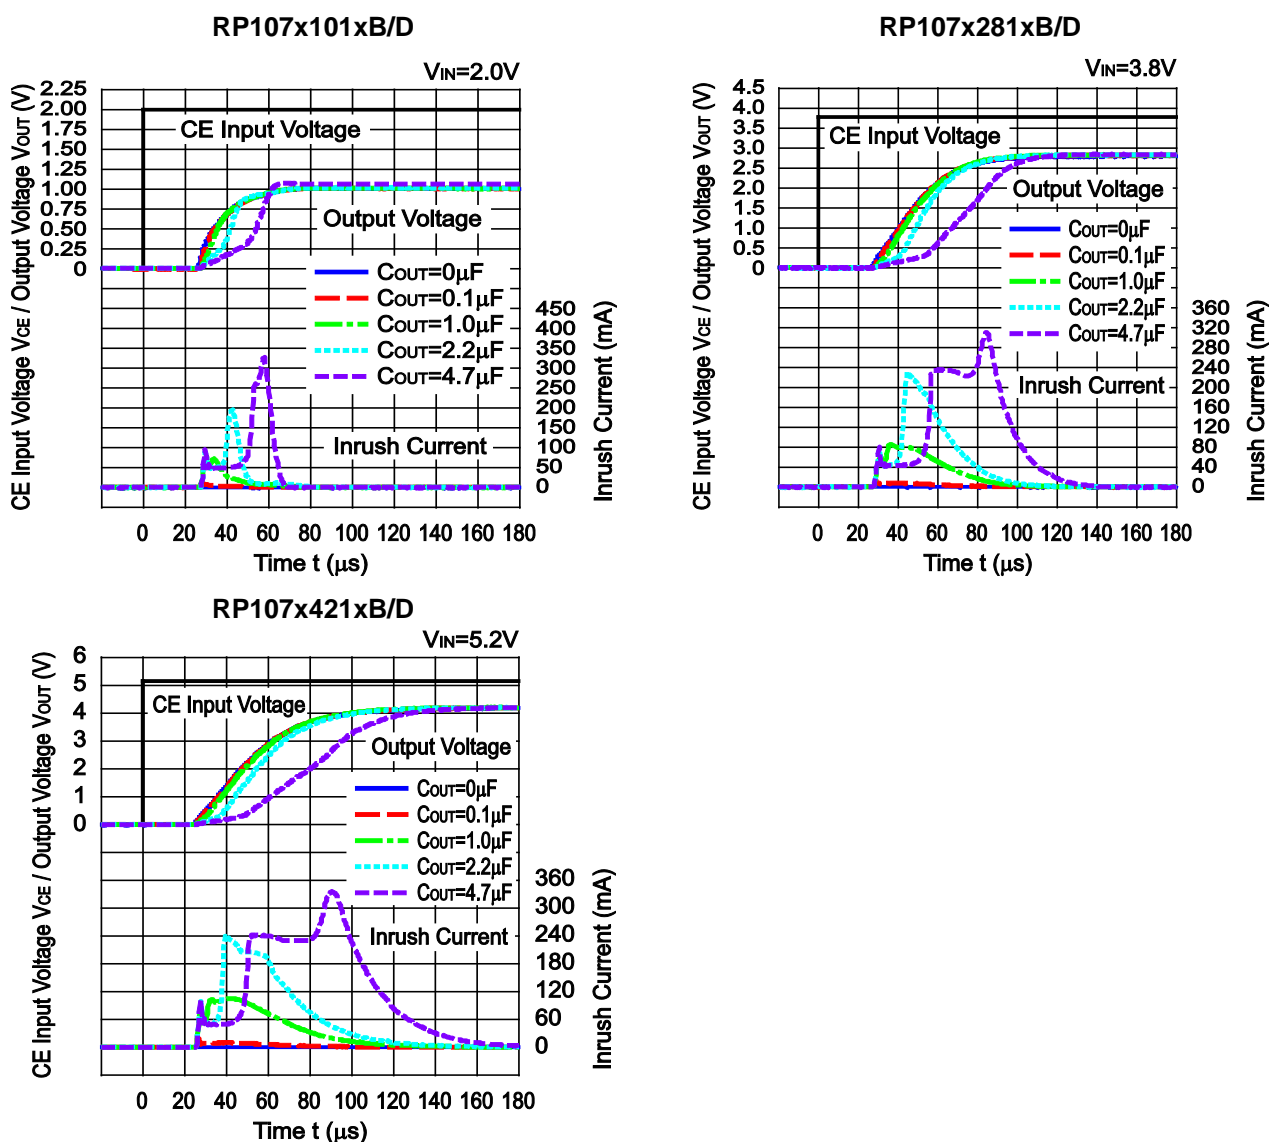 RP107x101xB/D
VIN=2.0V
CE Input Voltage VCE / Output Voltage VOUT (V)
2.25
2.00
1.75
1.50
1.25
1.00
0.75
0.50
0.25
0
CE Input Voltage
Output Voltage
COUT=0μF
COUT=0.1μF
COUT=1.0μF
COUT=2.2μF
COUT=4.7μF
Inrush Current
450
400
350
300
250
200
150
100
50
0
Inrush Current (mA)
0 20 40 60 80 100 120 140 160 180
Time t (μs)
RP107x281xB/D
VIN=3.8V
CE Input Voltage VCE / Output Voltage VOUT (V)
4.5
4.0
3.5
3.0
2.5
2.0
1.5
1.0
0.5
0
CE Input Voltage
Output Voltage
COUT=0μF
COUT=0.1μF
COUT=1.0μF
COUT=2.2μF
COUT=4.7μF
Inrush Current
360
320
280
240
200
160
120
80
40
0
Inrush Current (mA)
0 20 40 60 80 100 120 140 160 180
Time t (μs)
RP107x421xB/D
VIN=5.2V
CE Input Voltage VCE / Output Voltage VOUT (V)
6
5
4
3
2
1
0
CE Input Voltage
Output Voltage
COUT=0μF
COUT=0.1μF
COUT=1.0μF
COUT=2.2μF
COUT=4.7μF
Inrush Current
360
300
240
180
120
60
0
Inrush Current (mA)
0 20 40 60 80 100 120 140 160 180
Time t (μs)